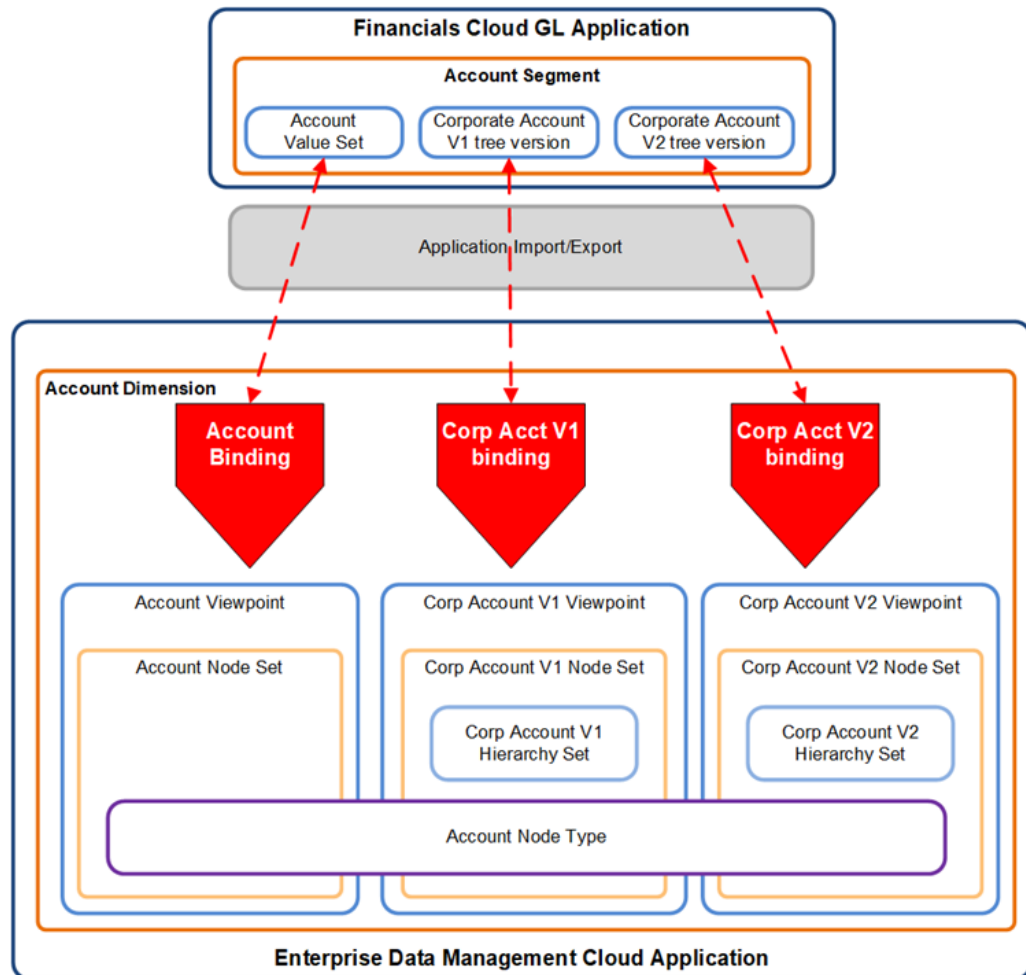 Financials Cloud GL Application
Account Segment
Account
Value Set
Corporate Account
V1 tree version
Corporate Account
V2 tree version
Application Import/Export
Account Dimension
Account
Binding
Corp Acct V1
binding
Corp Acct V2
binding
Account Viewpoint
Corp Account V1 Viewpoint
Corp Account V2 Viewpoint
Account Node Set
Corp Account V1 Node Set
Corp Account V2 Node Set
Corp Account V1
Hierarchy Set
Corp Account V2
Hierarchy Set
Account Node Type
Enterprise Data Management Cloud Application